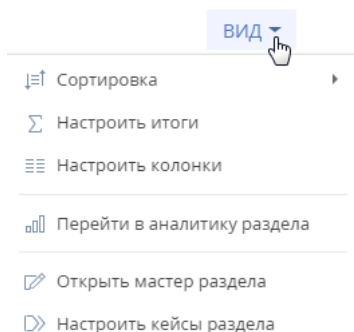 ВИД
Сортировка
Настроить итоги
Настроить колонки
Перейти в аналитику раздела
Открыть мастер раздела
Настроить кейсы раздела